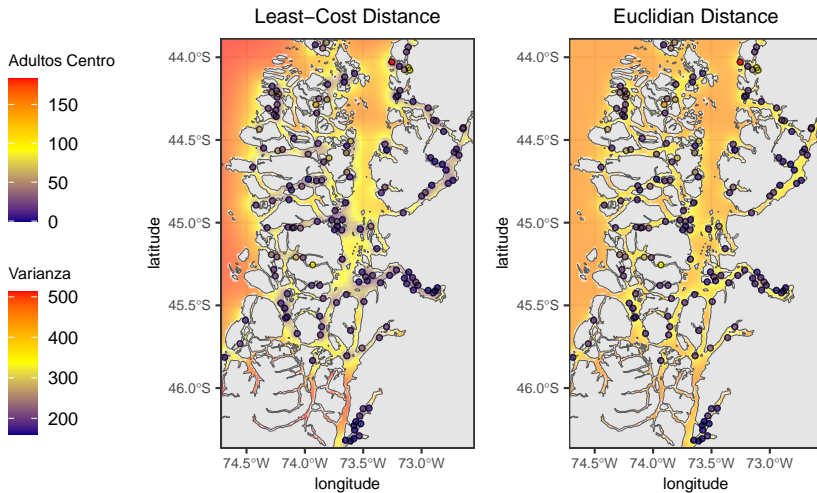 Least−Cost Distance
Euclidian Distance
Adultos Centro
150
100
50
0
Varianza
500
400
300
200
latitude
44.0°S
44.5°S
45.0°S
45.5°S
46.0°S
74.5°W 74.0°W 73.5°W 73.0°W
longitude
latitude
44.0°S
44.5°S
45.0°S
45.5°S
46.0°S
74.5°W 74.0°W 73.5°W 73.0°W
longitude